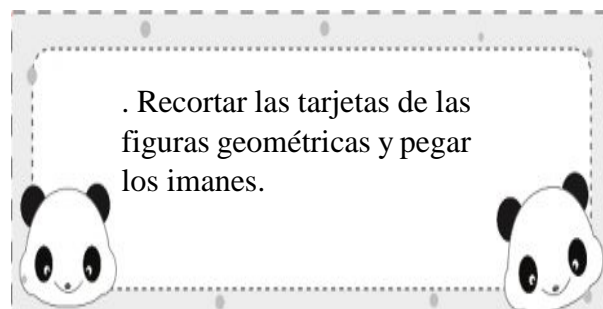 . Recortar las tarjetas de las
figuras geométricas y pegar
los imanes.